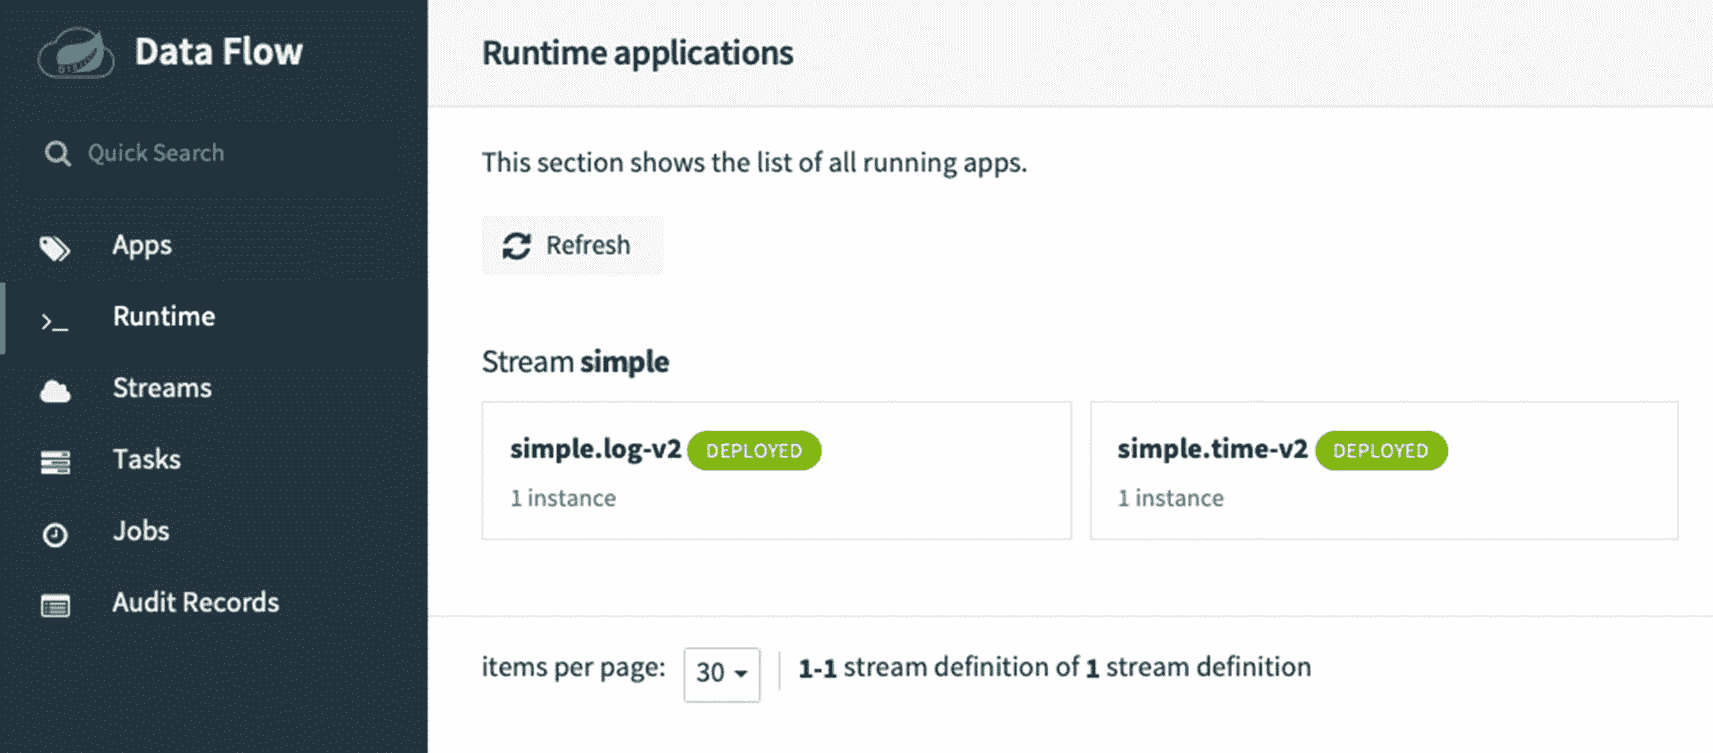 Data Flow
Quick Search
Apps
Runtime
Streams
Tasks
Jobs
Audit Records
Runtime applications
This section shows the list of all running apps.
Refresh
Stream simple
simple.log-v2 DEPLOYED
1 instance
simple.time-v2 DEPLOYED
1 instance
items per page: 30 1-1 stream definition of 1 stream definition